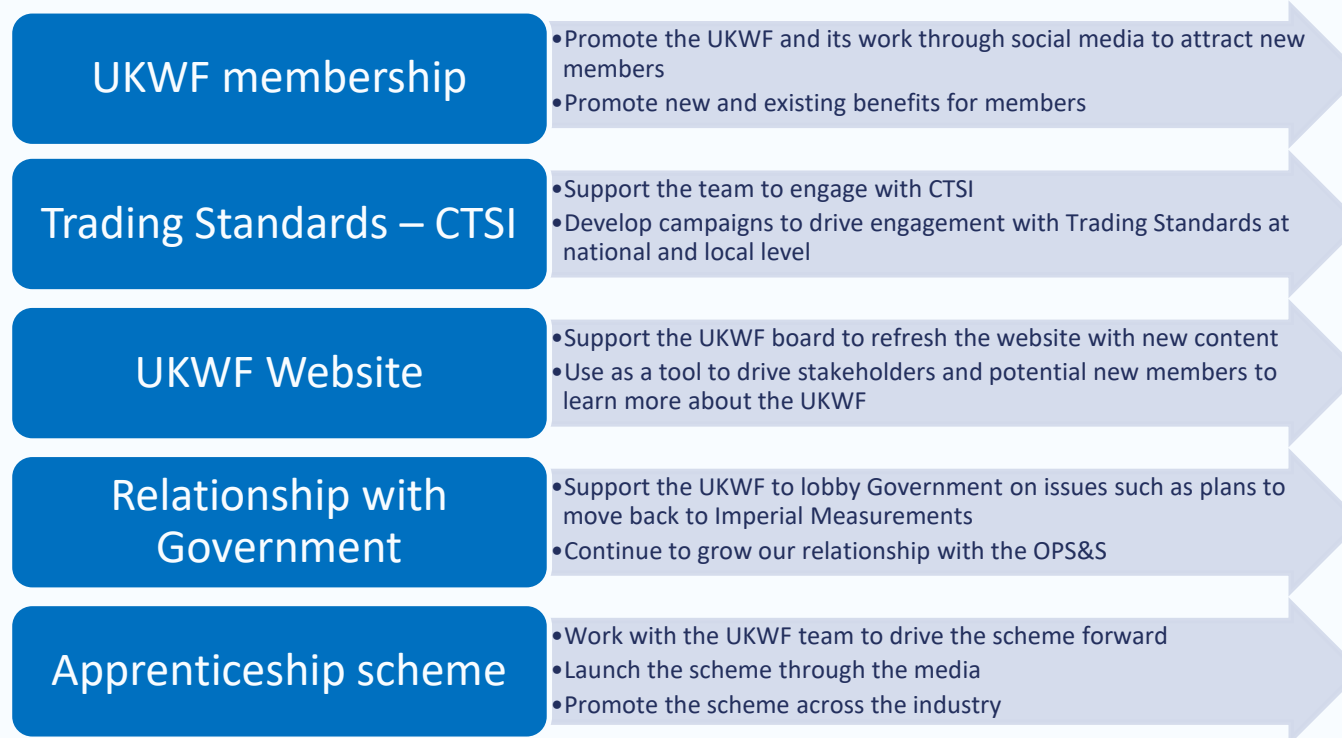 UKWF membership
•Promote the UKWF and its work through social media to attract new
members
•Promote new and existing benefits for members
Trading Standards – CTSI
•Support the team to engage with CTSI
•Develop campaigns to drive engagement with Trading Standards at
national and local level
UKWF Website
•Support the UKWF board to refresh the website with new content
•Use as a tool to drive stakeholders and potential new members to
learn more about the UKWF
Relationship with
Government
•Support the UKWF to lobby Government on issues such as plans to
move back to Imperial Measurements
•Continue to grow our relationship with the OPS&S
Apprenticeship scheme
•Work with the UKWF team to drive the scheme forward
•Launch the scheme through the media
•Promote the scheme across the industry